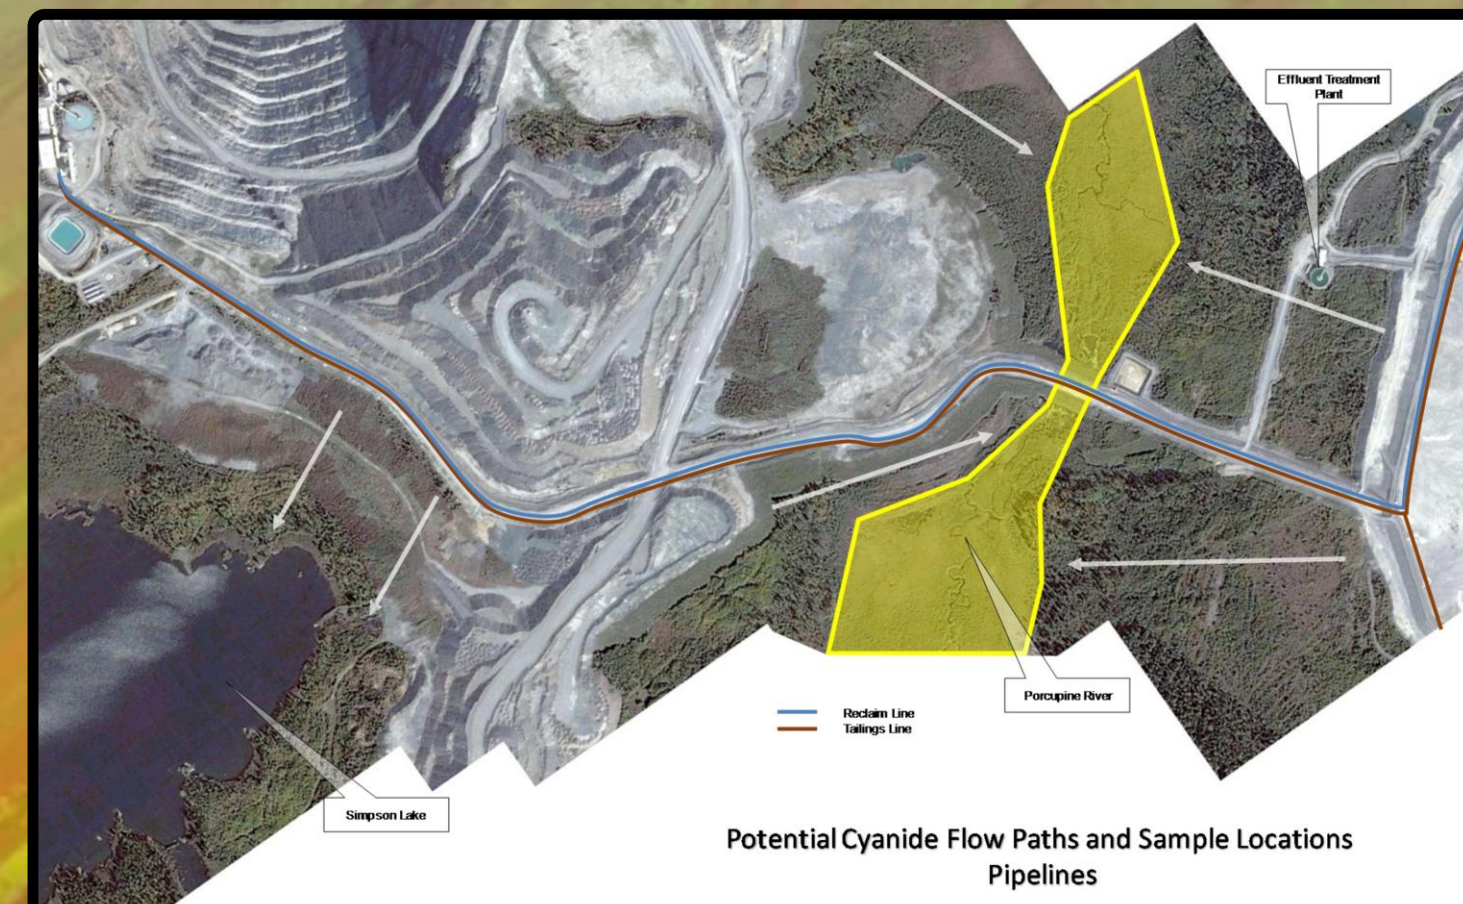 Effluent Treatment
Plant
Porcupine River
Reclaim Line
Tailings Line
Simpson Lake
Potential Cyanide Flow Paths and Sample Locations
Pipelines